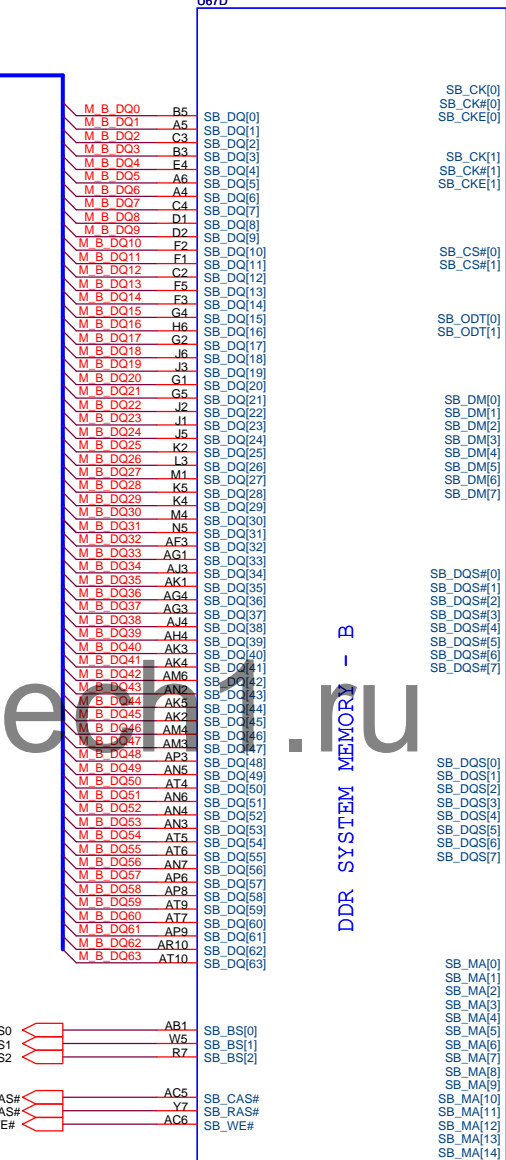 U67D
M_B_DQ0 B5 SB_DQ[0]
M_B_DQ1 A5 SB_DQ[1]
M_B_DQ2 C3 SB_DQ[2]
M_B_DQ3 B3 SB_DQ[3]
M_B_DQ4 E4 SB_DQ[4]
M_B_DQ5 A6 SB_DQ[5]
M_B_DQ6 A4 SB_DQ[6]
M_B_DQ7 C4 SB_DQ[7]
M_B_DQ8 D1 SB_DQ[8]
M_B_DQ9 D2 SB_DQ[9]
M_B_DQ10 F2 SB_DQ[10]
M_B_DQ11 F1 SB_DQ[11]
M_B_DQ12 C2 SB_DQ[12]
M_B_DQ13 F5 SB_DQ[13]
M_B_DQ14 F3 SB_DQ[14]
M_B_DQ15 G4 SB_DQ[15]
M_B_DQ16 H6 SB_DQ[16]
M_B_DQ17 G2 SB_DQ[17]
M_B_DQ18 J6 SB_DQ[18]
M_B_DQ19 J3 SB_DQ[19]
M_B_DQ20 G1 SB_DQ[20]
M_B_DQ21 G5 SB_DQ[21]
M_B_DQ22 J2 SB_DQ[22]
M_B_DQ23 J1 SB_DQ[23]
M_B_DQ24 J5 SB_DQ[24]
M_B_DQ25 K2 SB_DQ[25]
M_B_DQ26 L3 SB_DQ[26]
M_B_DQ27 M1 SB_DQ[27]
M_B_DQ28 K5 SB_DQ[28]
M_B_DQ29 K4 SB_DQ[29]
M_B_DQ30 M4 SB_DQ[30]
M_B_DQ31 N5 SB_DQ[31]
M_B_DQ32 AF3 SB_DQ[32]
M_B_DQ33 AG1 SB_DQ[33]
M_B_DQ34 AJ3 SB_DQ[34]
M_B_DQ35 AK1 SB_DQ[35]
M_B_DQ36 AG4 SB_DQ[36]
M_B_DQ37 AG3 SB_DQ[37]
M_B_DQ38 AJ4 SB_DQ[38]
M_B_DQ39 AH4 SB_DQ[39]
M_B_DQ40 AK3 SB_DQ[40]
M_B_DQ41 AK4 SB_DQ[41]
M_B_DQ42 AM6 SB_DQ[42]
M_B_DQ43 AN2 SB_DQ[43]
M_B_DQ44 AK5 SB_DQ[44]
M_B_DQ45 AK2 SB_DQ[45]
M_B_DQ46 AM4 SB_DQ[46]
M_B_DQ47 AM3 SB_DQ[47]
M_B_DQ48 AP3 SB_DQ[48]
M_B_DQ49 AN5 SB_DQ[49]
M_B_DQ50 AT4 SB_DQ[50]
M_B_DQ51 AN6 SB_DQ[51]
M_B_DQ52 AN4 SB_DQ[52]
M_B_DQ53 AN3 SB_DQ[53]
M_B_DQ54 AT5 SB_DQ[54]
M_B_DQ55 AT6 SB_DQ[55]
M_B_DQ56 AN7 SB_DQ[56]
M_B_DQ57 AP6 SB_DQ[57]
M_B_DQ58 AP8 SB_DQ[58]
M_B_DQ59 AT9 SB_DQ[59]
M_B_DQ60 AT7 SB_DQ[60]
M_B_DQ61 AP9 SB_DQ[61]
M_B_DQ62 AR10 SB_DQ[62]
M_B_DQ63 AT10 SB_DQ[63]
S0 AB1 SB_BS[0]
S1 W5 SB_BS[1]
S2 R7 SB_BS[2]
AS# AC5 SB_CAS#
AS# Y7 SB_RAS#
E# AC6 SB_WE#
DDR SYSTEM MEMORY - B
ech1.ru
SB_CK[0]
SB_CK#[0]
SB_CKE[0]
SB_CK[1]
SB_CK#[1]
SB_CKE[1]
SB_CS#[0]
SB_CS#[1]
SB_ODT[0]
SB_ODT[1]
SB_DM[0]
SB_DM[1]
SB_DM[2]
SB_DM[3]
SB_DM[4]
SB_DM[5]
SB_DM[6]
SB_DM[7]
SB_DQS#[0]
SB_DQS#[1]
SB_DQS#[2]
SB_DQS#[3]
SB_DQS#[4]
SB_DQS#[5]
SB_DQS#[6]
SB_DQS#[7]
SB_DQS[0]
SB_DQS[1]
SB_DQS[2]
SB_DQS[3]
SB_DQS[4]
SB_DQS[5]
SB_DQS[6]
SB_DQS[7]
SB_MA[0]
SB_MA[1]
SB_MA[2]
SB_MA[3]
SB_MA[4]
SB_MA[5]
SB_MA[6]
SB_MA[7]
SB_MA[8]
SB_MA[9]
SB_MA[10]
SB_MA[11]
SB_MA[12]
SB_MA[13]
SB_MA[14]